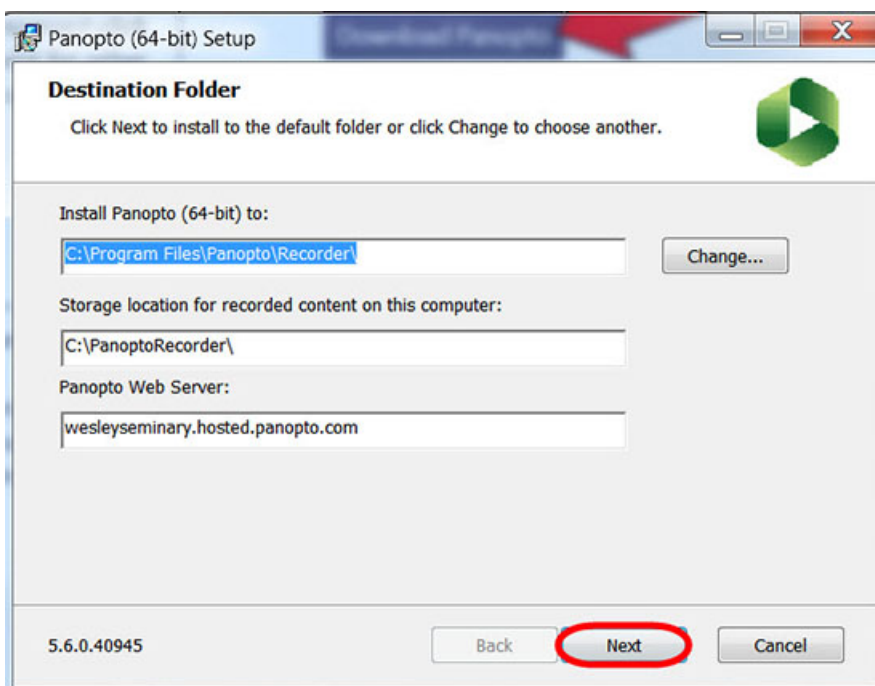 Download Panopto
Panopto (64-bit) Setup
Destination Folder
Click Next to install to the default folder or click Change to choose another.
Install Panopto (64-bit) to:
C:\Program Files\Panopto\Recorder\
Change...
Storage location for recorded content on this computer:
C:\PanoptoRecorder\
Panopto Web Server:
wesleyseminary.hosted.panopto.com
5.6.0.40945
Back
Next
Cancel